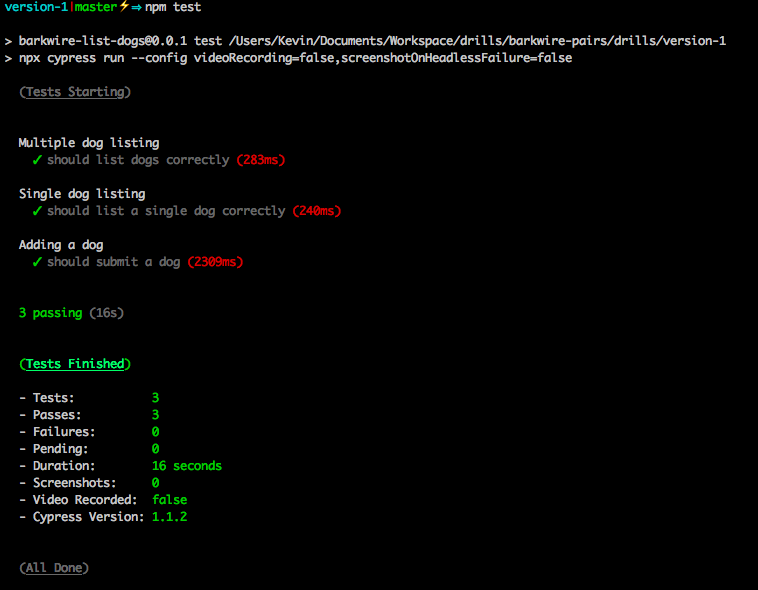 version-1|master⚡⇒npm test
> barkwire-list-dogs@0.0.1 test /Users/Kevin/Documents/Workspace/drills/barkwire-pairs/drills/version-1
> npx cypress run --config videoRecording=false,screenshotOnHeadlessFailure=false
(Tests Starting)
Multiple dog listing
✓ should list dogs correctly (283ms)
Single dog listing
✓ should list a single dog correctly (240ms)
Adding a dog
✓ should submit a dog (2309ms)
3 passing (16s)
(Tests Finished)
- Tests: 3
- Passes: 3
- Failures: 0
- Pending: 0
- Duration: 16 seconds
- Screenshots: 0
- Video Recorded: false
- Cypress Version: 1.1.2
(All Done)